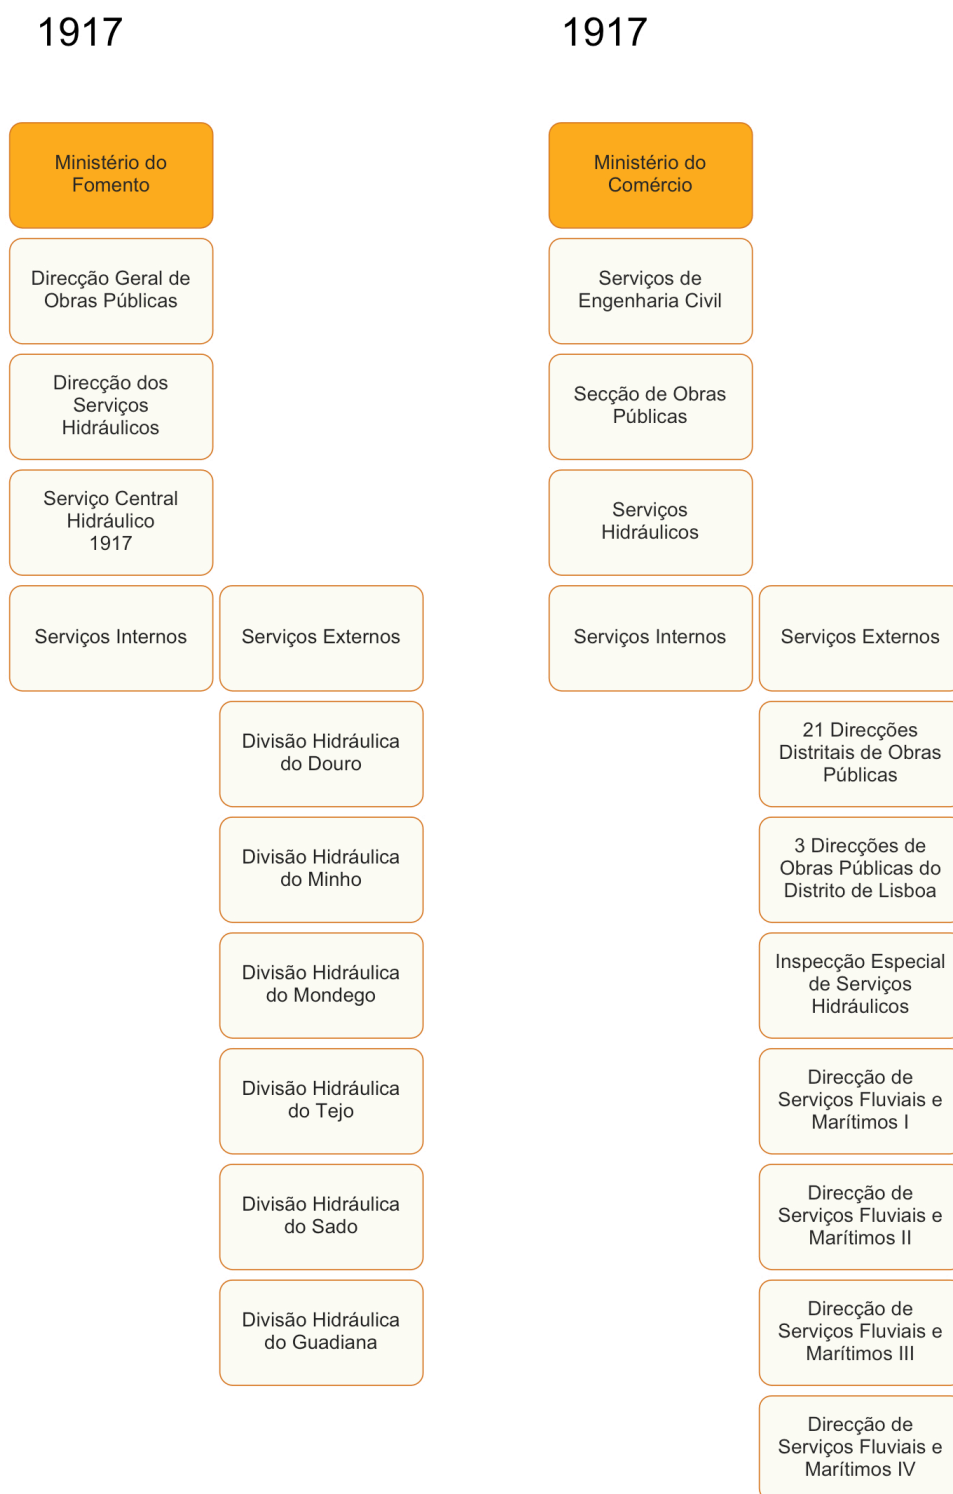 1917
Ministério do
Fomento
Direcção Geral de
Obras Públicas
Direcção dos
Serviços
Hidráulicos
Serviço Central
Hidráulico
1917
Serviços Internos
Serviços Externos
Divisão Hidráulica
do Douro
Divisão Hidráulica
do Minho
Divisão Hidráulica
do Mondego
Divisão Hidráulica
do Tejo
Divisão Hidráulica
do Sado
Divisão Hidráulica
do Guadiana
1917
Ministério do
Comércio
Serviços de
Engenharia Civil
Secção de Obras
Públicas
Serviços
Hidráulicos
Serviços Internos
Serviços Externos
21 Direcções
Distritais de Obras
Públicas
3 Direcções de
Obras Públicas do
Distrito de Lisboa
Inspecção Especial
de Serviços
Hidráulicos
Direcção de
Serviços Fluviais e
Marítimos I
Direcção de
Serviços Fluviais e
Marítimos II
Direcção de
Serviços Fluviais e
Marítimos III
Direcção de
Serviços Fluviais e
Marítimos IV